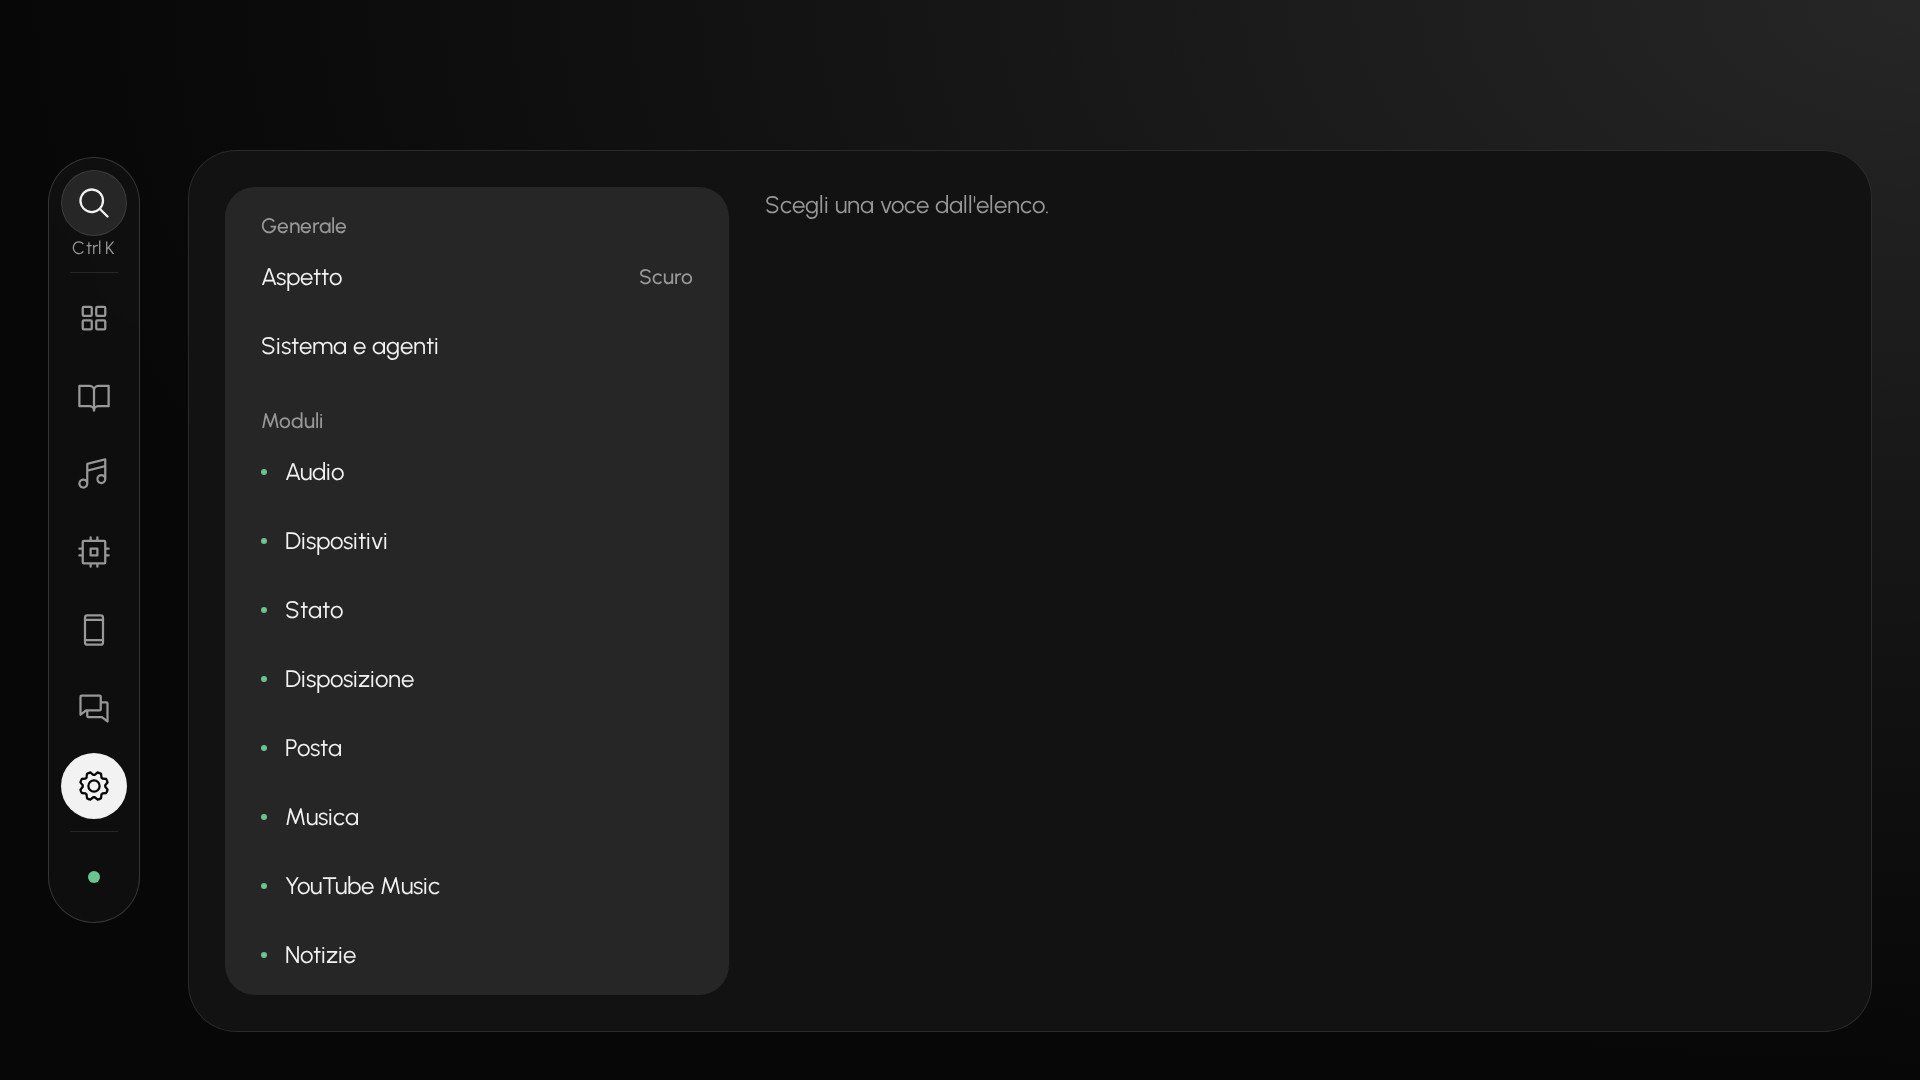 Ctrl K
Generale
Aspetto Scuro
Sistema e agenti
Moduli
Audio
Dispositivi
Stato
Disposizione
Posta
Musica
YouTube Music
Notizie
Scegli una voce dall'elenco.